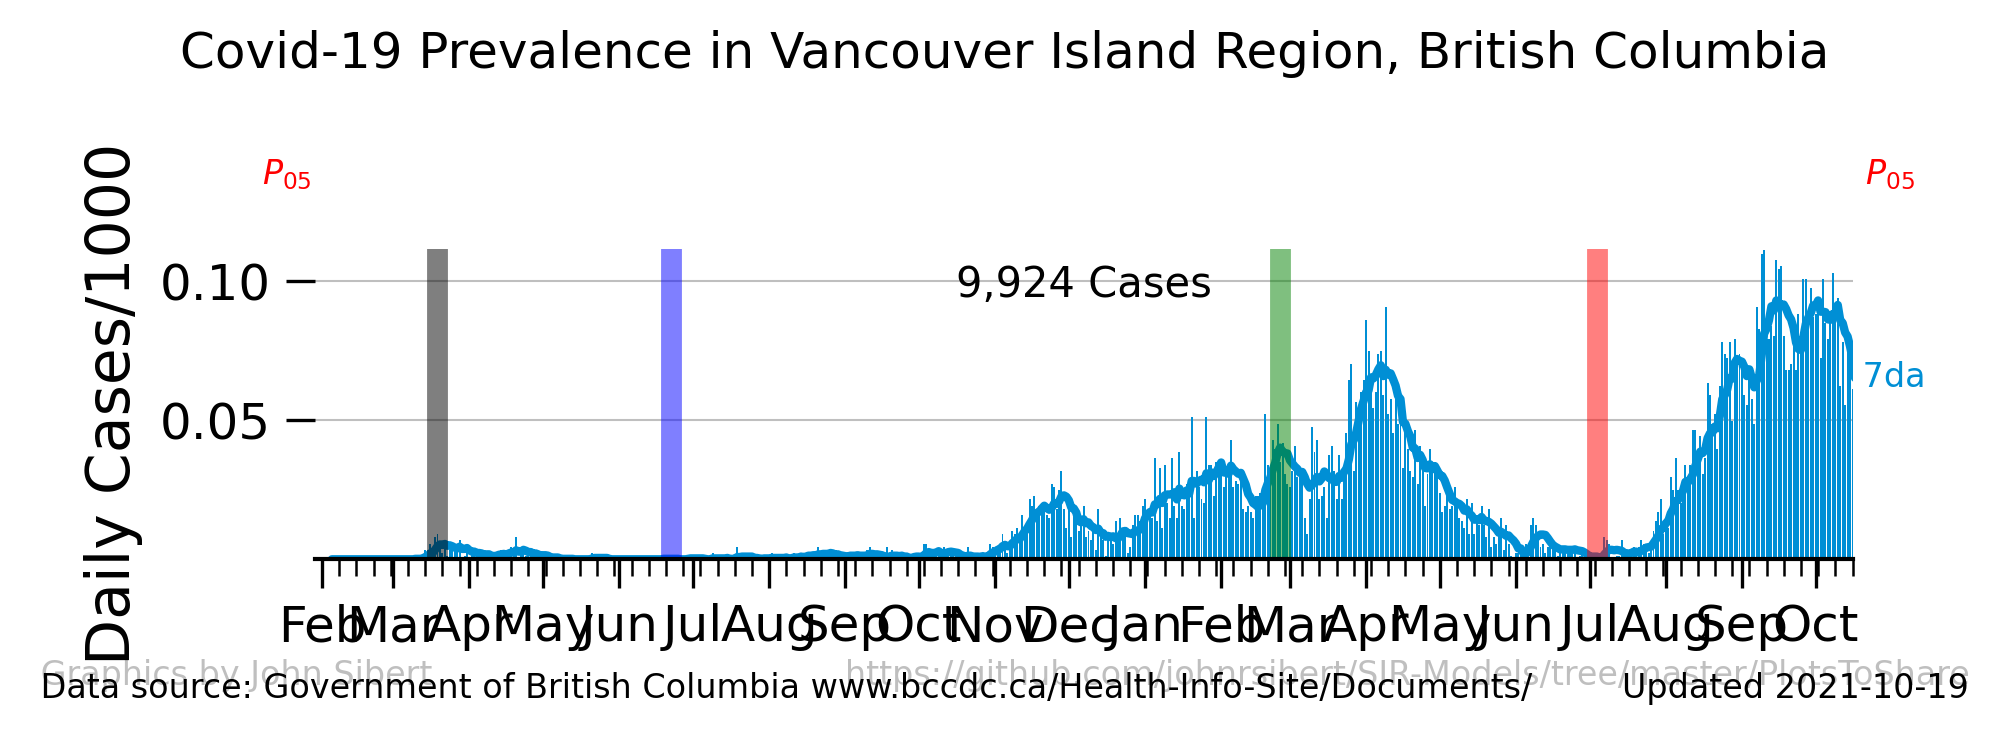 Covid-19 Prevalence in Vancouver Island Region, British Columbia
P05 P05
Daily Cases/1000
0.10
9,924 Cases
0.05
7da
Feb Mar Apr May Jun Jul Aug Sep Oct Nov Dec Jan Feb Mar Apr May Jun Jul Aug Sep Oct
Graphics by John Sibert https://github.com/johnrsibert/SIR-Models/tree/master/PlotsToShare
Data source: Government of British Columbia www.bccdc.ca/Health-Info-Site/Documents/ Updated 2021-10-19